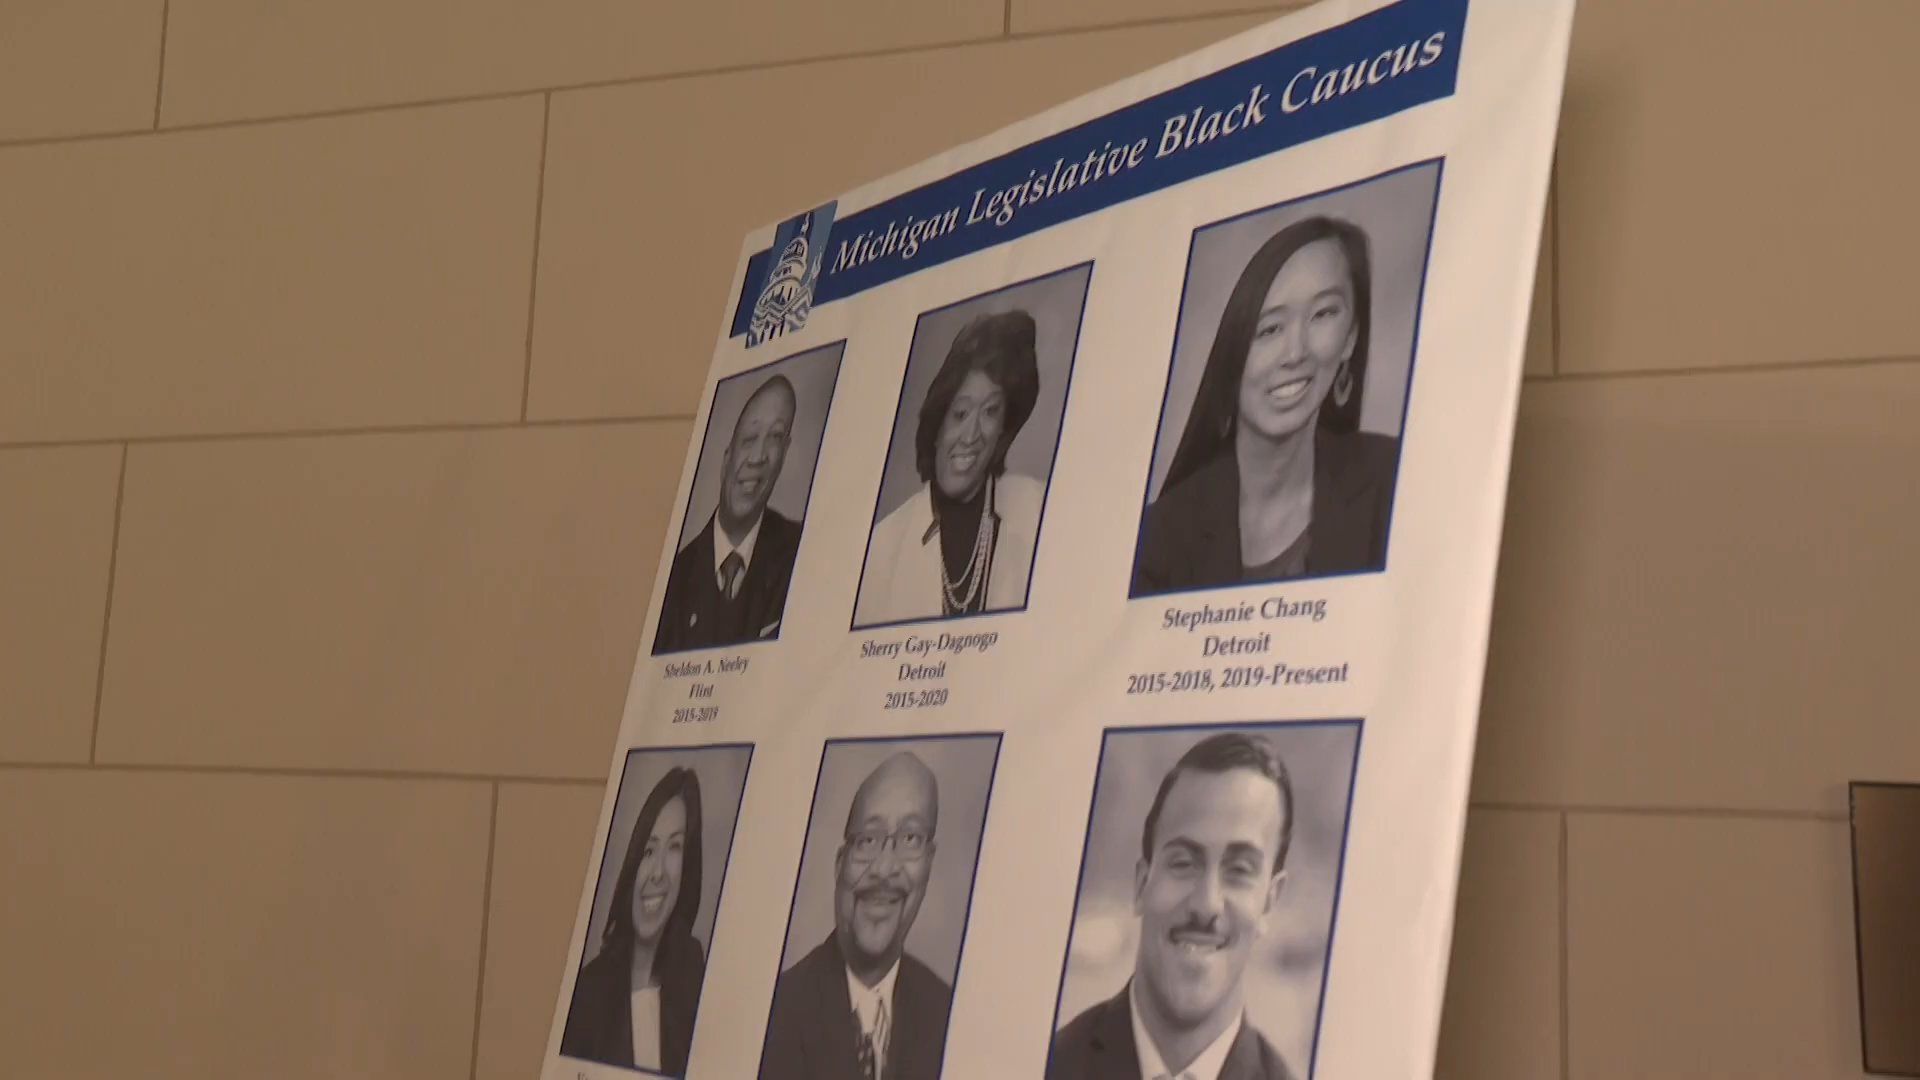 Michigan Legislative Black Caucus
Sheldon A. Neeley
Flint
2015-2019
Sherry Gay-Dagnogo
Detroit
2015-2020
Stephanie Chang
Detroit
2015-2018, 2019-Present